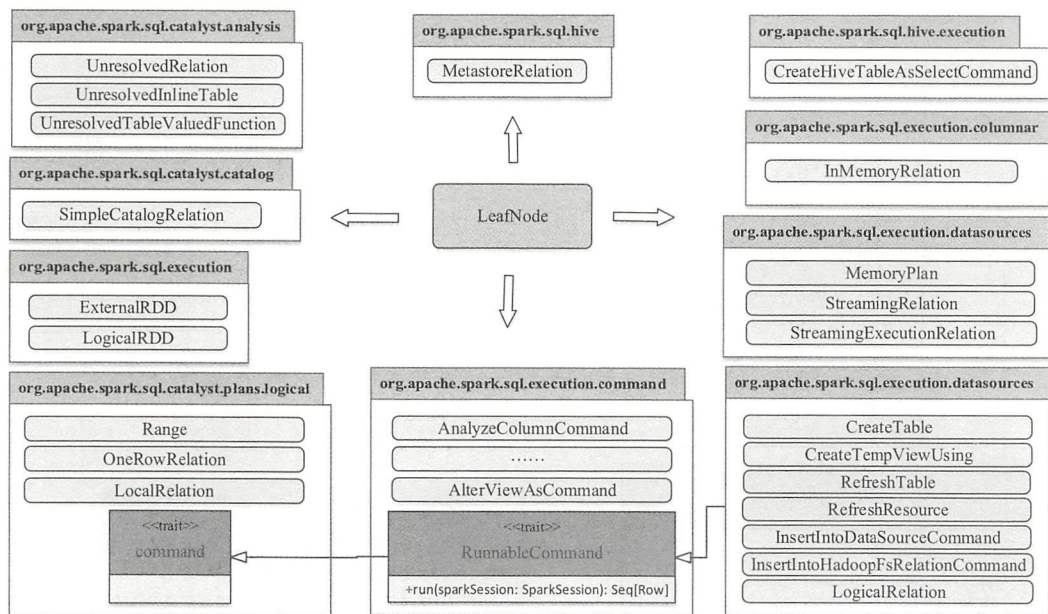 org.apache.spark.sql.catalyst.analysis
UnresolvedRelation
UnresolvedInlineTable
UnresolvedTableValuedFunction
org.apache.spark.sql.catalyst.catalog
SimpleCatalogRelation
org.apache.spark.sql.execution
ExternalRDD
LogicalRDD
org.apache.spark.sql.catalyst.plans.logical
Range
OneRowRelation
LocalRelation
<<trait>>
command
org.apache.spark.sql.hive
MetastoreRelation
LeafNode
org.apache.spark.sql.execution.command
AnalyzeColumnCommand
……
AlterViewAsCommand
<<trait>>
RunnableCommand
+run(sparkSession: SparkSession): Seq[Row]
org.apache.spark.sql.hive.execution
CreateHiveTableAsSelectCommand
org.apache.spark.sql.execution.columnar
InMemoryRelation
org.apache.spark.sql.execution.datasources
MemoryPlan
StreamingRelation
StreamingExecutionRelation
org.apache.spark.sql.execution.datasources
CreateTable
CreateTempViewUsing
RefreshTable
RefreshResource
InsertIntoDataSourceCommand
InsertIntoHadoopFsRelationCommand
LogicalRelation